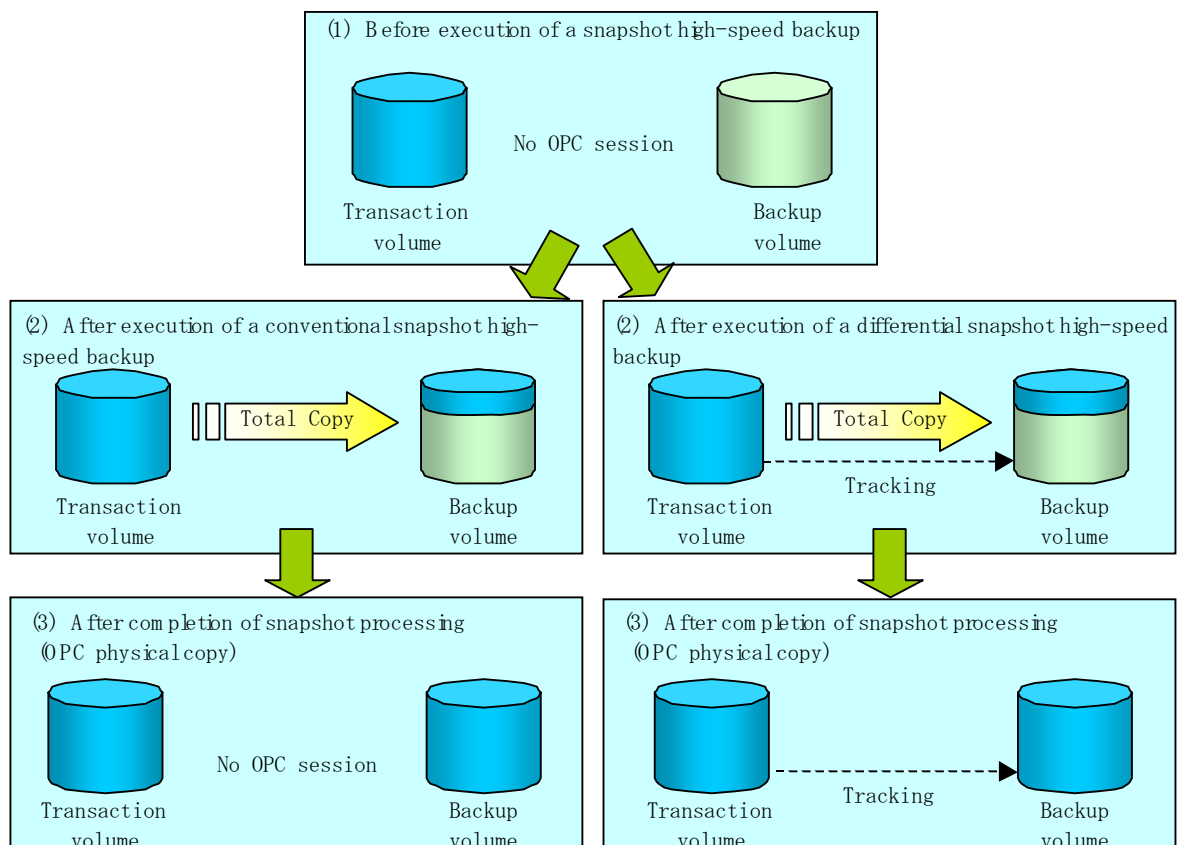 (1) Before execution of a snapshot high-speed backup
No OPC session
Transaction
volume
Backup
volume
(2) After execution of a conventional snapshot high-
speed backup
Total Copy
Transaction
volume
Backup
volume
(2) After execution of a differential snapshot high-speed
backup
Total Copy
Tracking
Transaction
volume
Backup
volume
(3) After completion of snapshot processing
(OPC physical copy)
No OPC session
Transaction
volume
Backup
volume
(3) After completion of snapshot processing
(OPC physical copy)
Tracking
Transaction
volume
Backup
volume